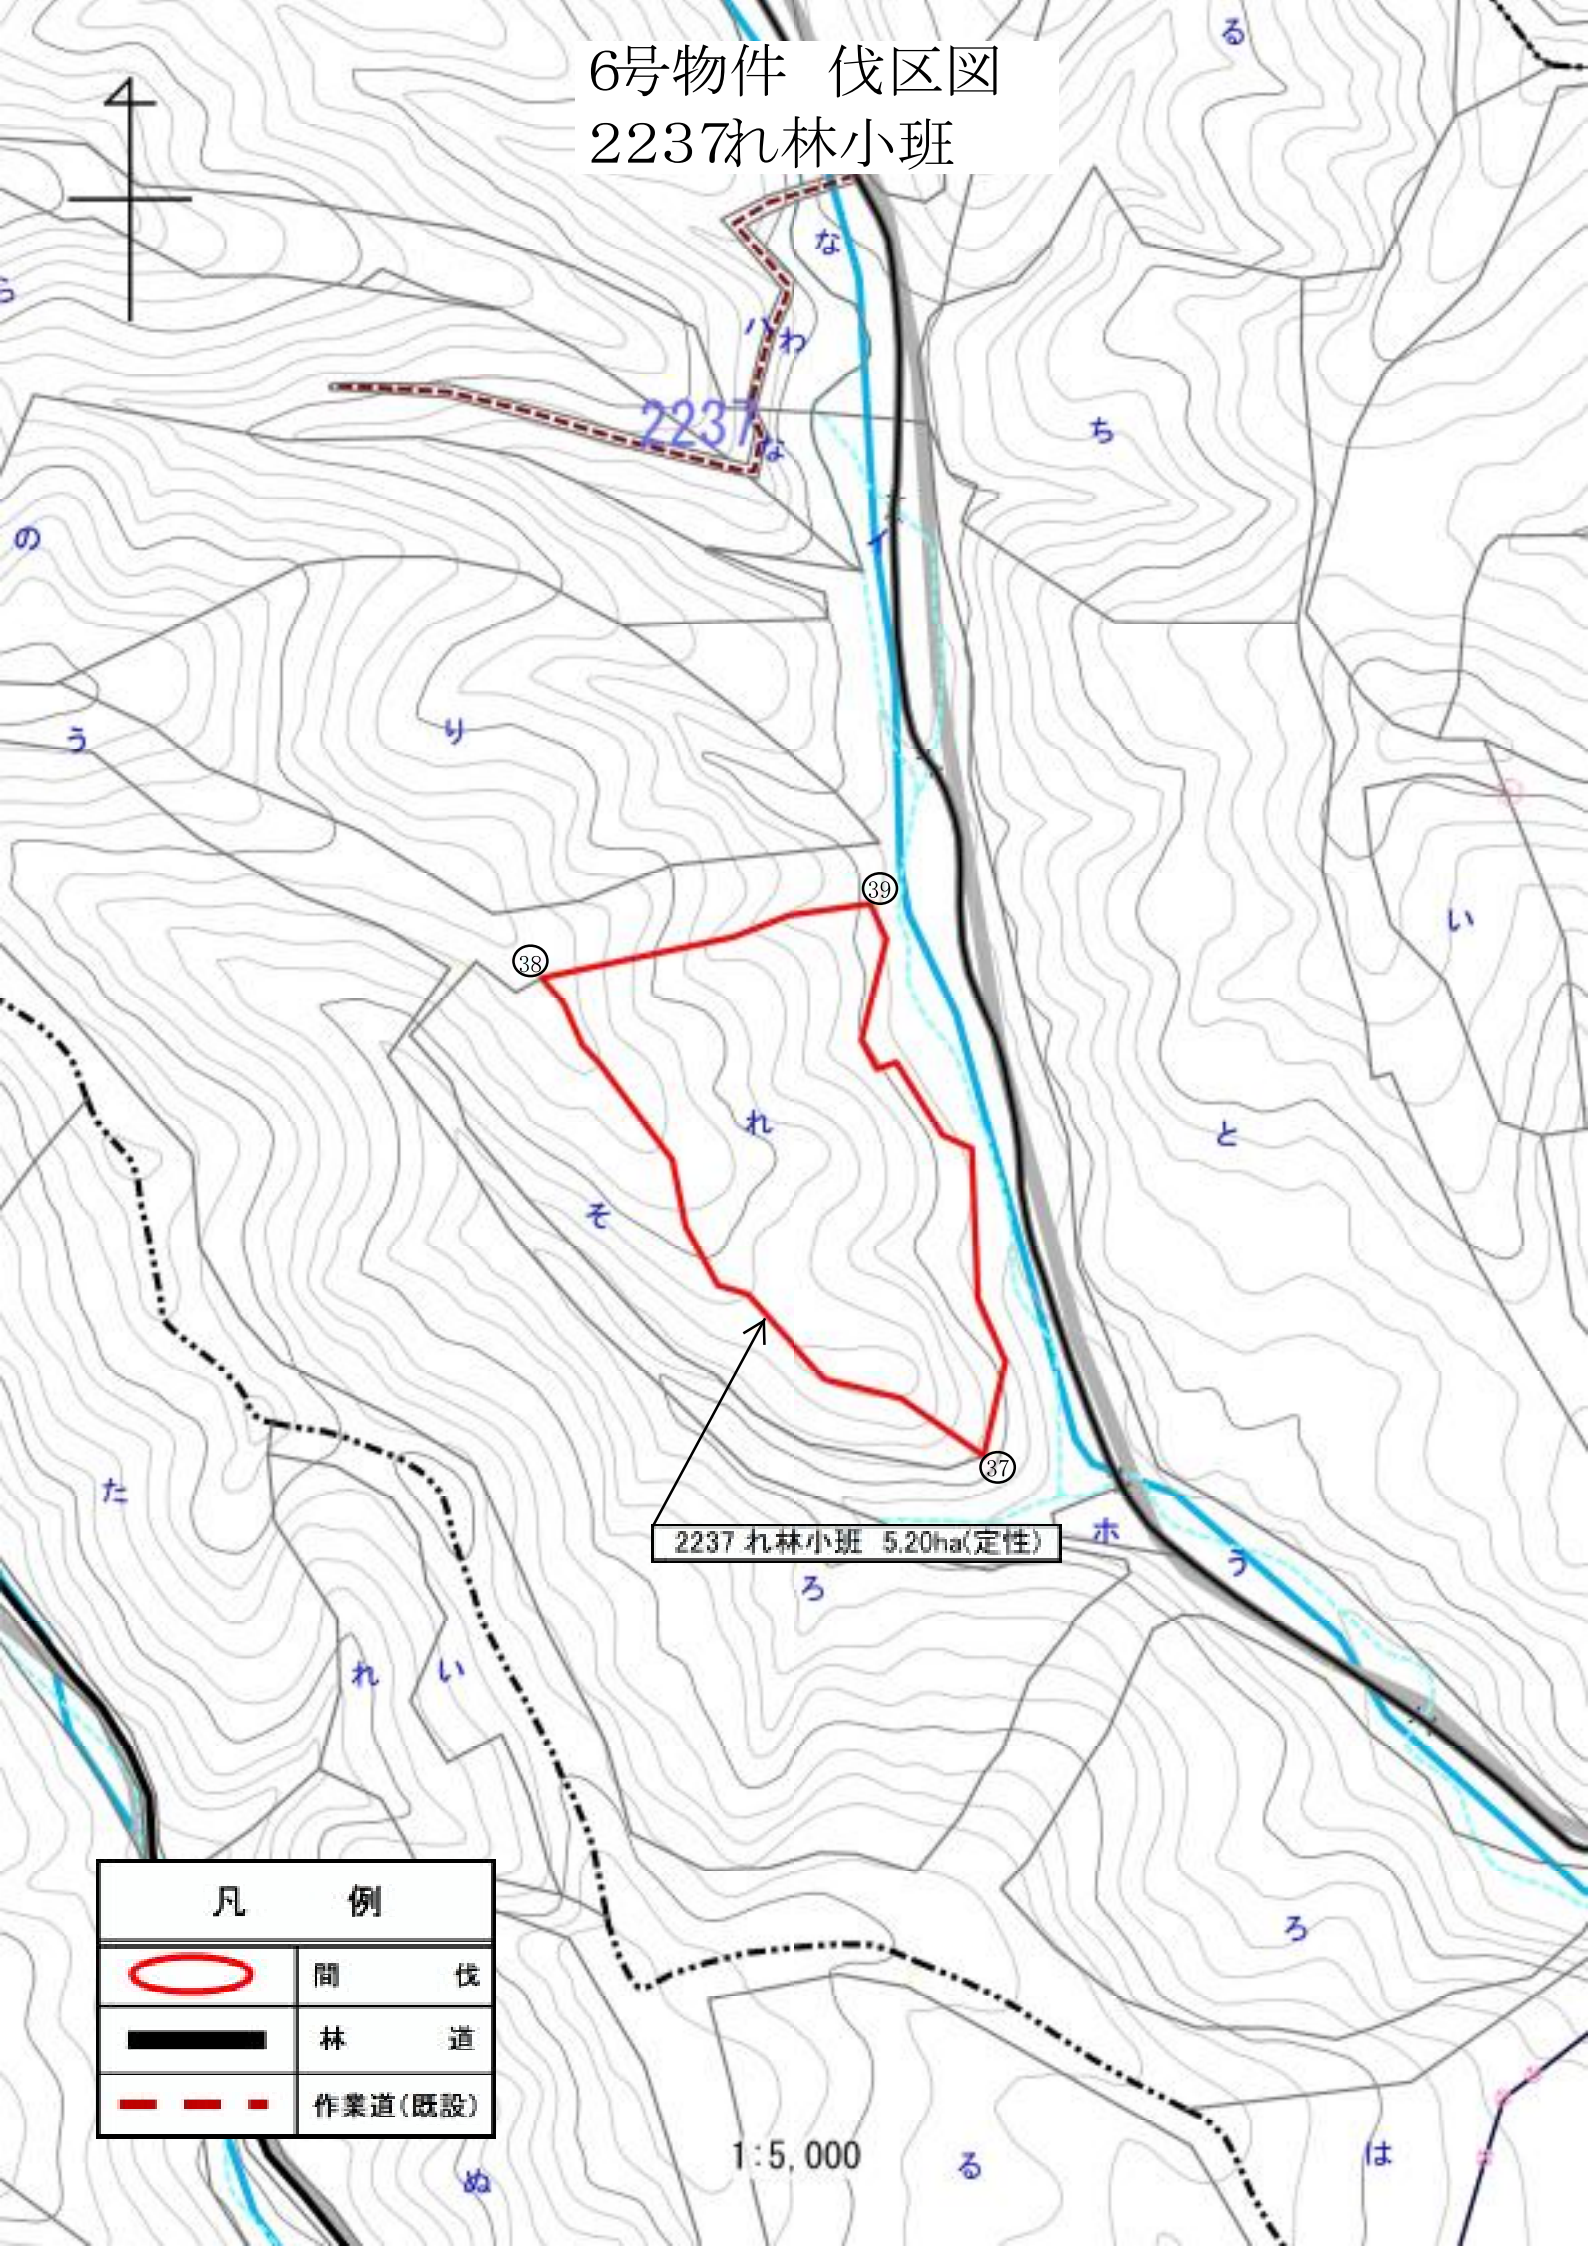 6号物件 伐区図
2237れ林小班
る
な
ら
ハ
わ
2237
な
ち
イ
の
う
り
39
38
い
れ
と
そ
37
た
2237 れ林小班 5.20ha(定性)
ホ
う
ろ
れ
い
凡 例
間 伐
林 道
作業道(既設)
ろ
1:5,000
る
は
ぬ